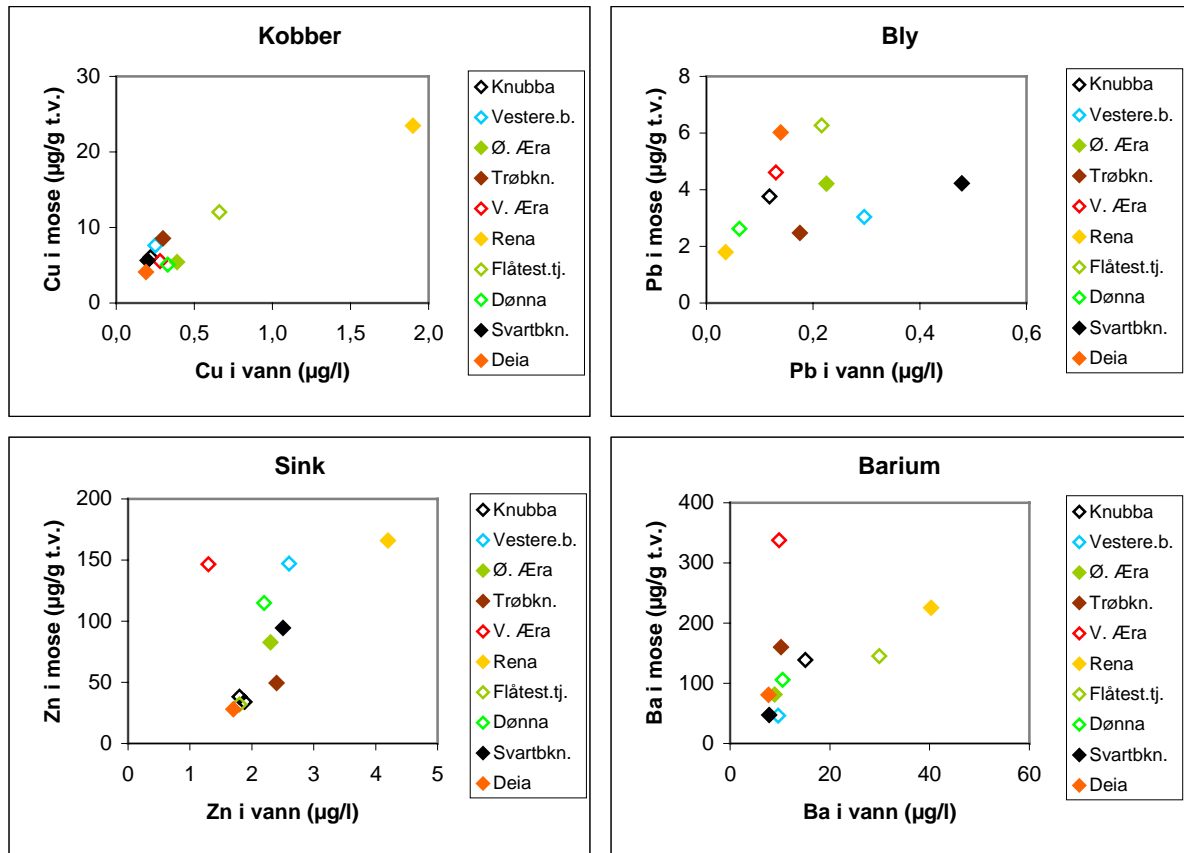 Kobber
Cu i mose (µg/g t.v.)
30
20
10
0
0,0
0,5
1,0
1,5
2,0
Cu i vann (µg/l)
Knubba
Vestere.b.
Ø. Æra
Trøbkn.
V. Æra
Rena
Flåtest.tj.
Dønna
Svartbkn.
Deia
Bly
Pb i mose (µg/g t.v.)
8
6
4
2
0
0,0
0,2
0,4
0,6
Pb i vann (µg/l)
Knubba
Vestere.b.
Ø. Æra
Trøbkn.
V. Æra
Rena
Flåtest.tj.
Dønna
Svartbkn.
Deia
Sink
Zn i mose (µg/g t.v.)
200
150
100
50
0
0
1
2
3
4
5
Zn i vann (µg/l)
Knubba
Vestere.b.
Ø. Æra
Trøbkn.
V. Æra
Rena
Flåtest.tj.
Dønna
Svartbkn.
Deia
Barium
Ba i mose (µg/g t.v.)
400
300
200
100
0
0
20
40
60
Ba i vann (µg/l)
Knubba
Vestere.b.
Ø. Æra
Trøbkn.
V. Æra
Rena
Flåtest.tj.
Dønna
Svartbkn.
Deia